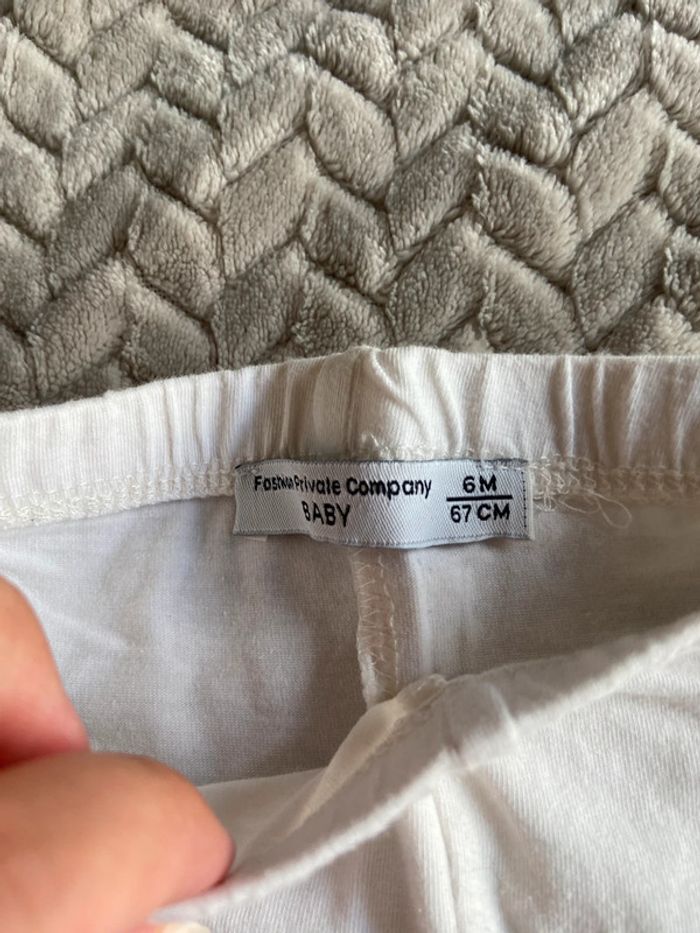 Fashion Private Company
BABY
6 M
67 CM